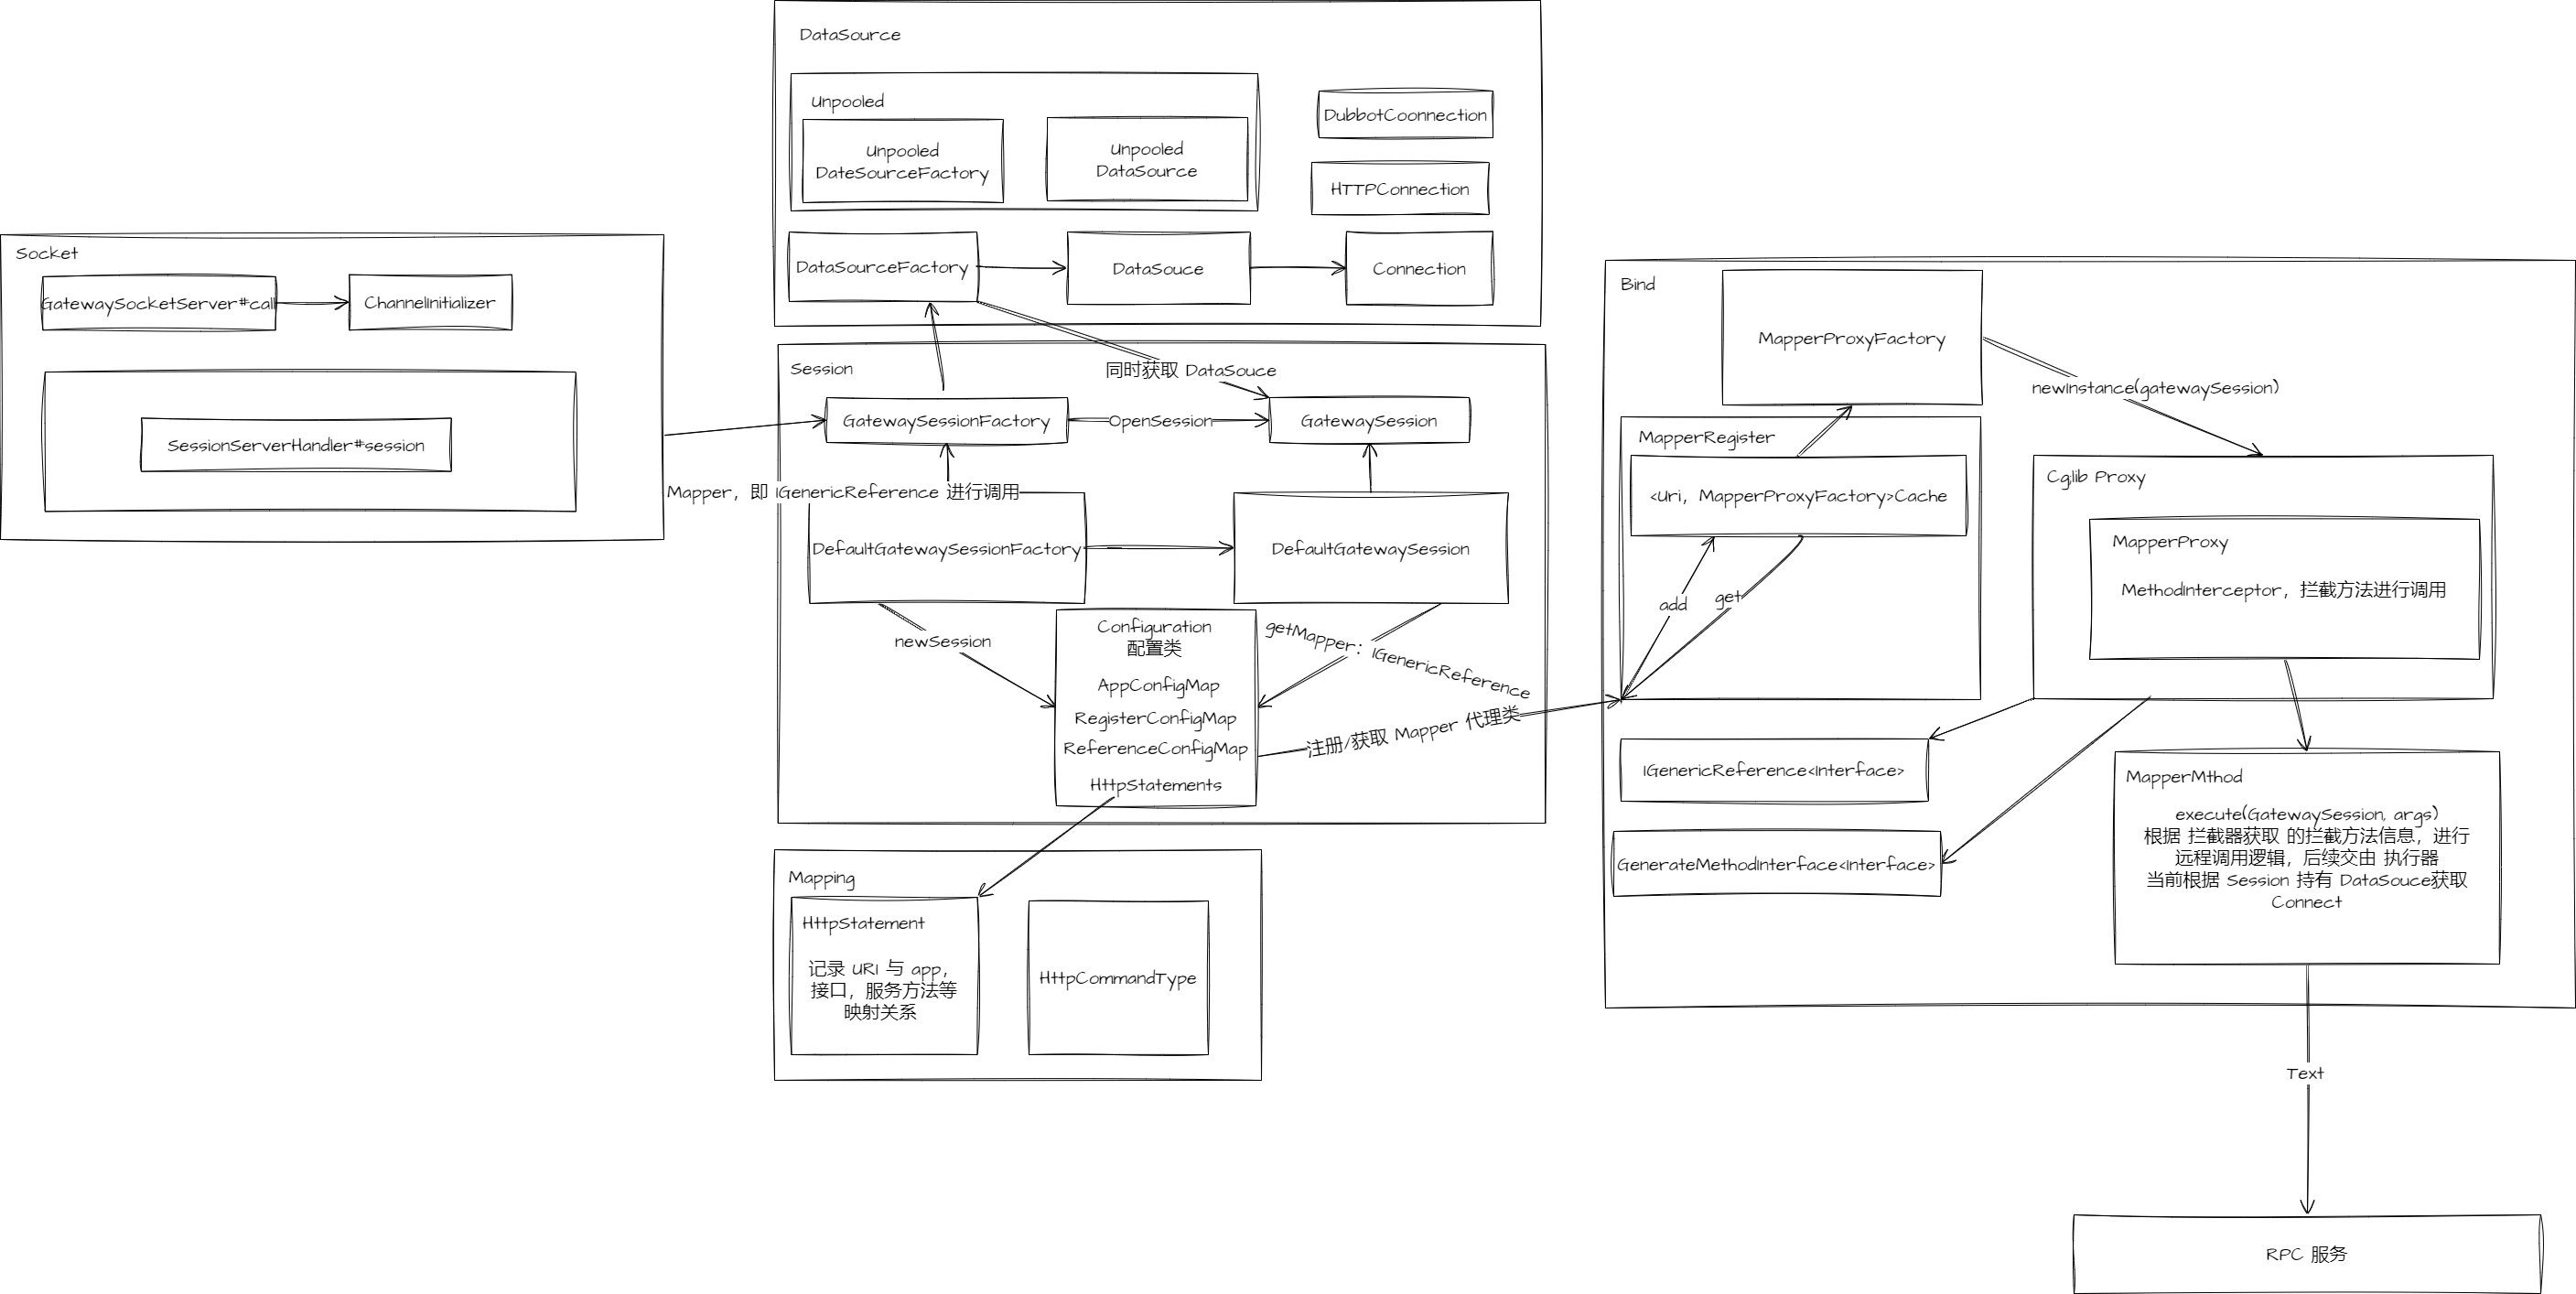 DataSource
Unpooled
Unpooled
DateSourceFactory
Unpooled
DataSource
DubbotCoonnection
HTTPConnection
DataSourceFactory
DataSouce
Connection
Socket
GatewaySocketServer#call
ChannelInitializer
SessionServerHandler#session
Session
同时获取 DataSouce
GatewaySessionFactory
OpenSession
GatewaySession
Mapper，即 IGenericReference 进行调用
DefaultGatewaySessionFactory
DefaultGatewaySession
newSession
Configuration
配置类
AppConfigMap
RegisterConfigMap
ReferenceConfigMap
HttpStatements
getMapper：IGenericReference
注册/获取 Mapper 代理类
Mapping
HttpStatement
记录 URI 与 app，
接口，服务方法等
映射关系
HttpCommandType
Bind
MapperProxyFactory
newInstance(gatewaySession)
MapperRegister
<Uri，MapperProxyFactory>Cache
add
get
Cg;lib Proxy
MapperProxy
MethodInterceptor，拦截方法进行调用
IGenericReference<Interface>
GenerateMethodInterface<Interface>
MapperMthod
execute(GatewaySession, args)
根据 拦截器获取 的拦截方法信息，进行
远程调用逻辑，后续交由 执行器
当前根据 Session 持有 DataSouce获取
Connect
Text
RPC 服务